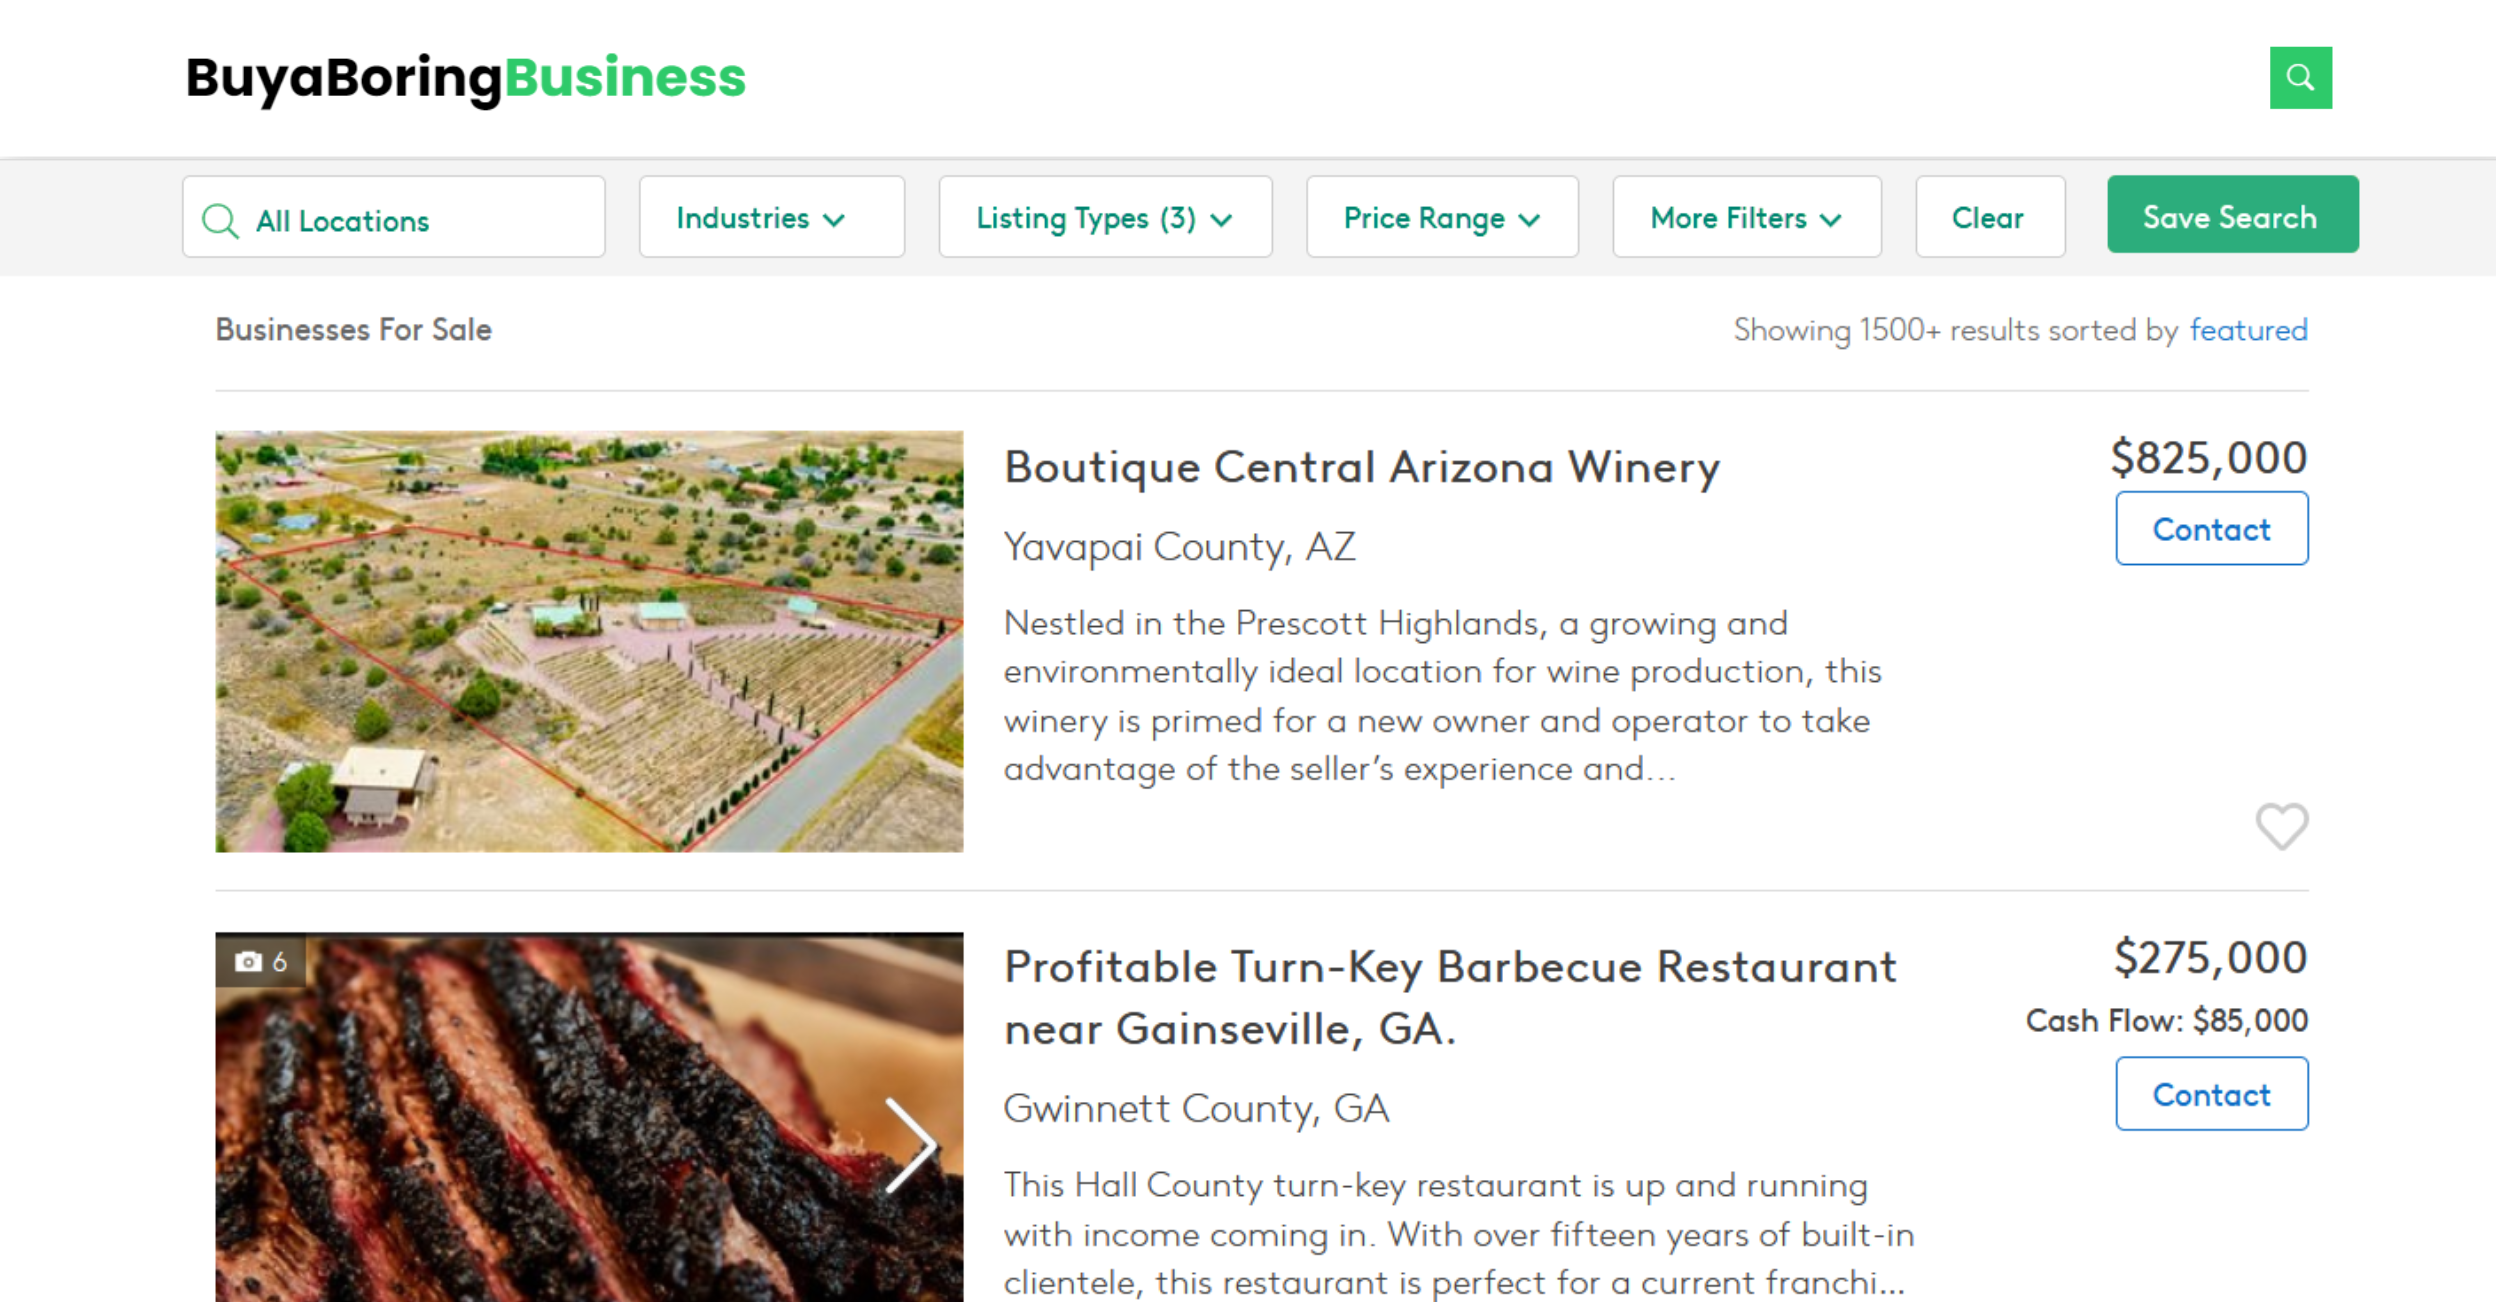 BuyaBoringBusiness
All Locations
Industries
Listing Types (3)
Price Range
More Filters
Clear
Save Search
Businesses For Sale
Showing 1500+ results sorted by featured
Boutique Central Arizona Winery
$825,000
Contact
Yavapai County, AZ
Nestled in the Prescott Highlands, a growing and
environmentally ideal location for wine production, this
winery is primed for a new owner and operator to take
advantage of the seller's experience and...
6
Profitable Turn-Key Barbecue Restaurant
near Gainseville, GA.
$275,000
Cash Flow: $85,000
Contact
Gwinnett County, GA
This Hall County turn-key restaurant is up and running
with income coming in. With over fifteen years of built-in
clientele, this restaurant is perfect for a current franchi...